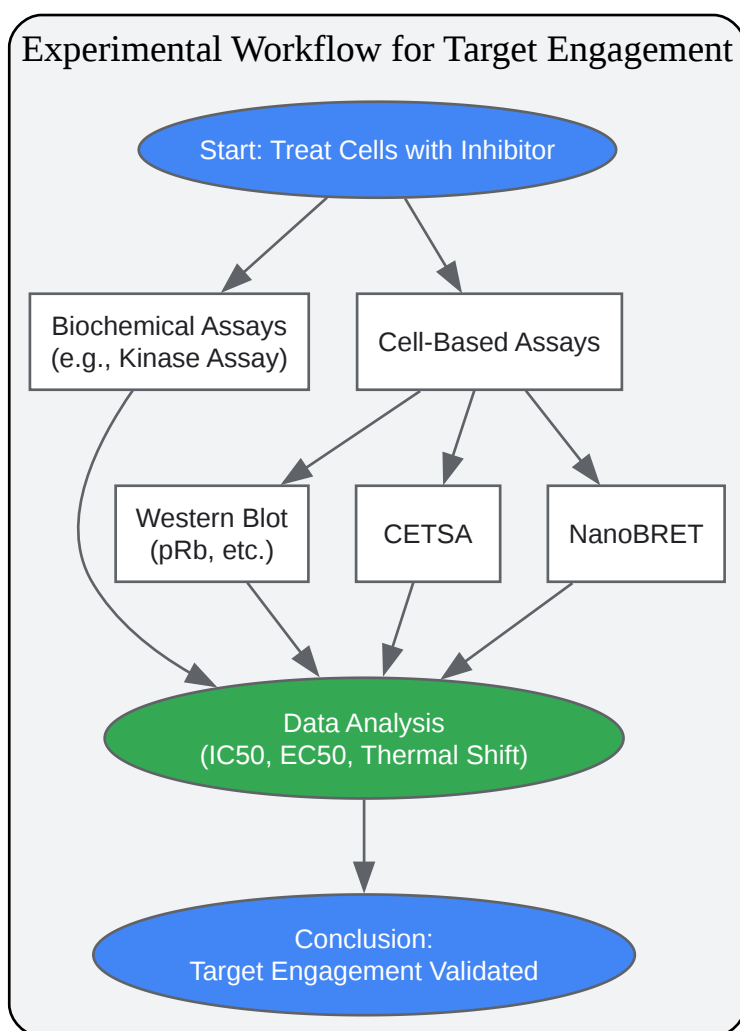 Experimental Workflow for Target Engagement
Start: Treat Cells with Inhibitor
Biochemical Assays
(e.g., Kinase Assay)
Cell-Based Assays
Western Blot
(pRb, etc.)
CETSA
NanoBRET
Data Analysis
(IC50, EC50, Thermal Shift)
Conclusion:
Target Engagement Validated